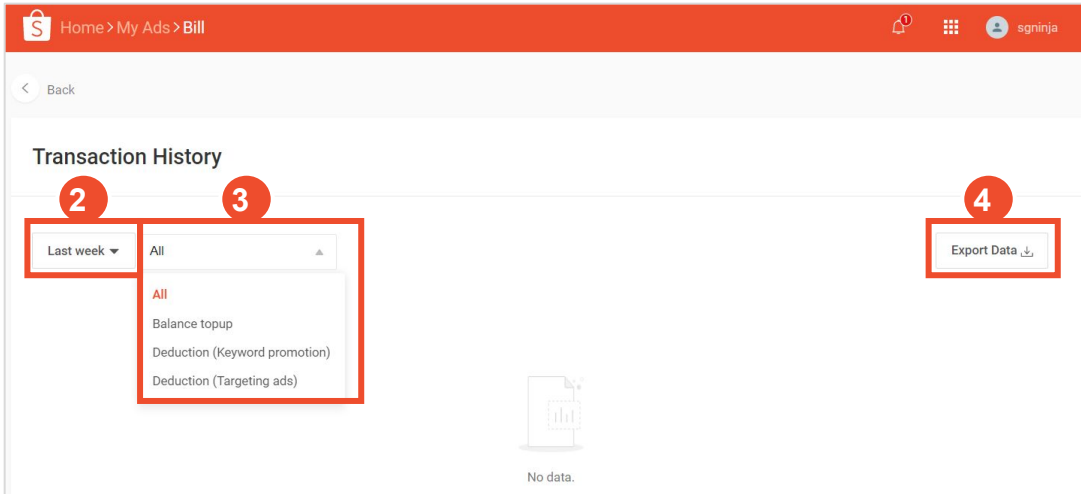 S Home > My Ads > Bill 1 sgninja
Back
Transaction History
2 3 4
Last week All Export Data
All
Balance topup
Deduction (Keyword promotion)
Deduction (Targeting ads)
No data.